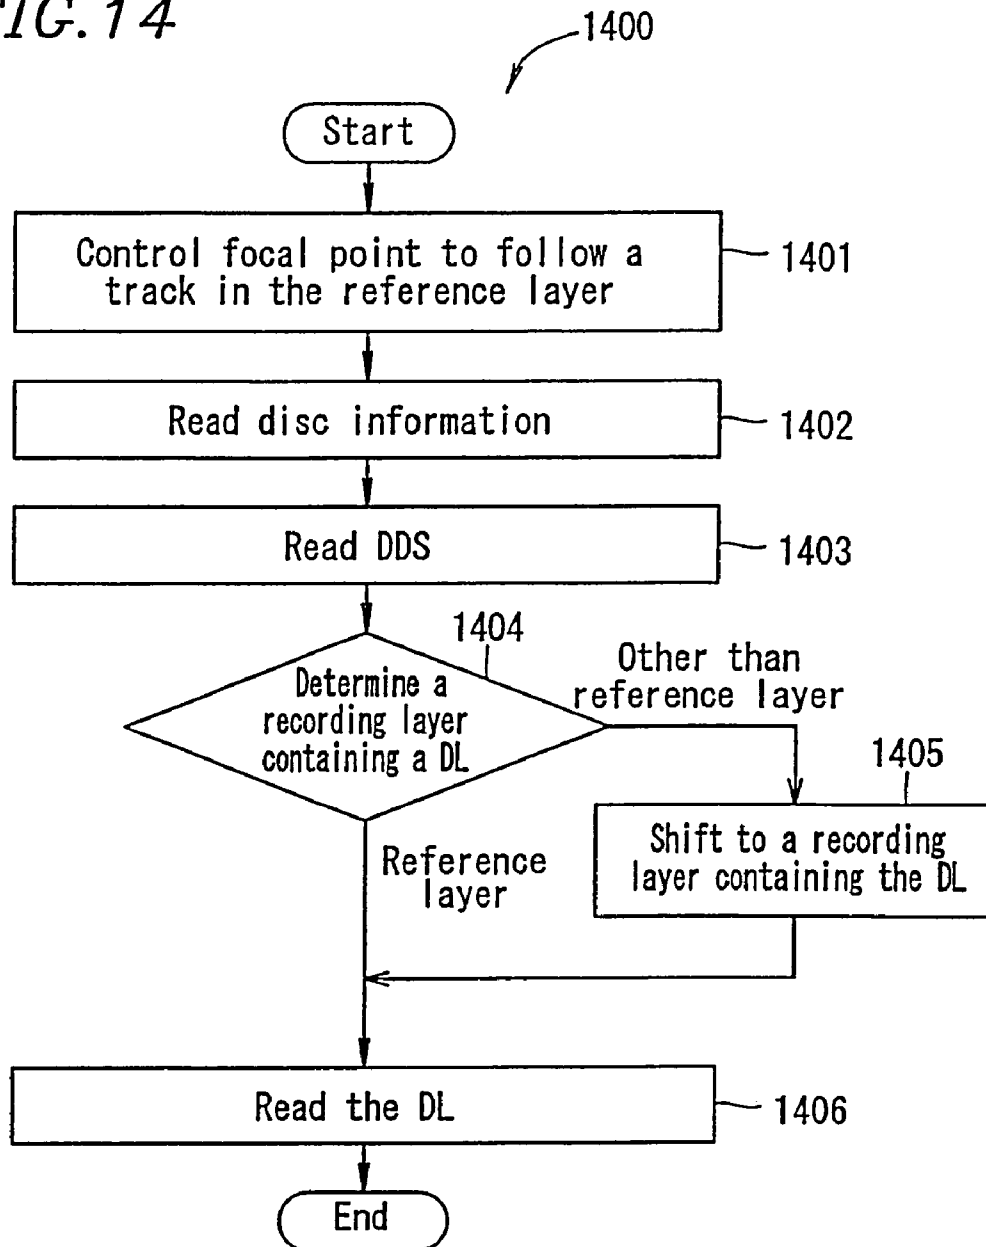 FIG.14
1400
Start
Control focal point to follow a
track in the reference layer
1401
Read disc information
1402
Read DDS
1403
1404
Determine a
recording layer
containing a DL
Other than
reference layer
1405
Shift to a recording
layer containing the DL
Reference
layer
Read the DL
1406
End